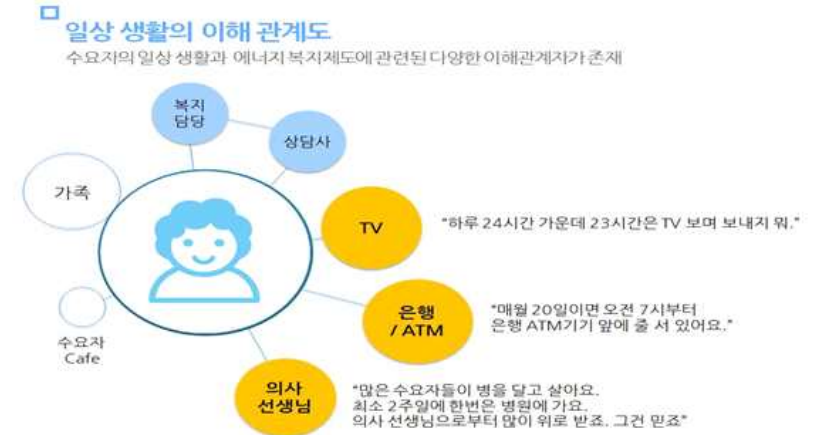 일상 생활의 이해 관계도
수요자의 일상 생활과 에너지 복지제도에 관련된 다양한 이해관계자가 존재
복지
담당
상담사
가족
TV
"하루 24시간 가운데 23시간은 TV 보며 보내지 뭐."
은행
/ ATM
"매월 20일이면 오전 7시부터
은행 ATM기기 앞에 줄 서 있어요."
수요자
Cafe
의사
선생님
"많은 수요자들이 병을 달고 살아요.
최소 2주일에 한번은 병원에 가요.
의사 선생님으로부터 많이 위로 받죠. 그건 믿죠"